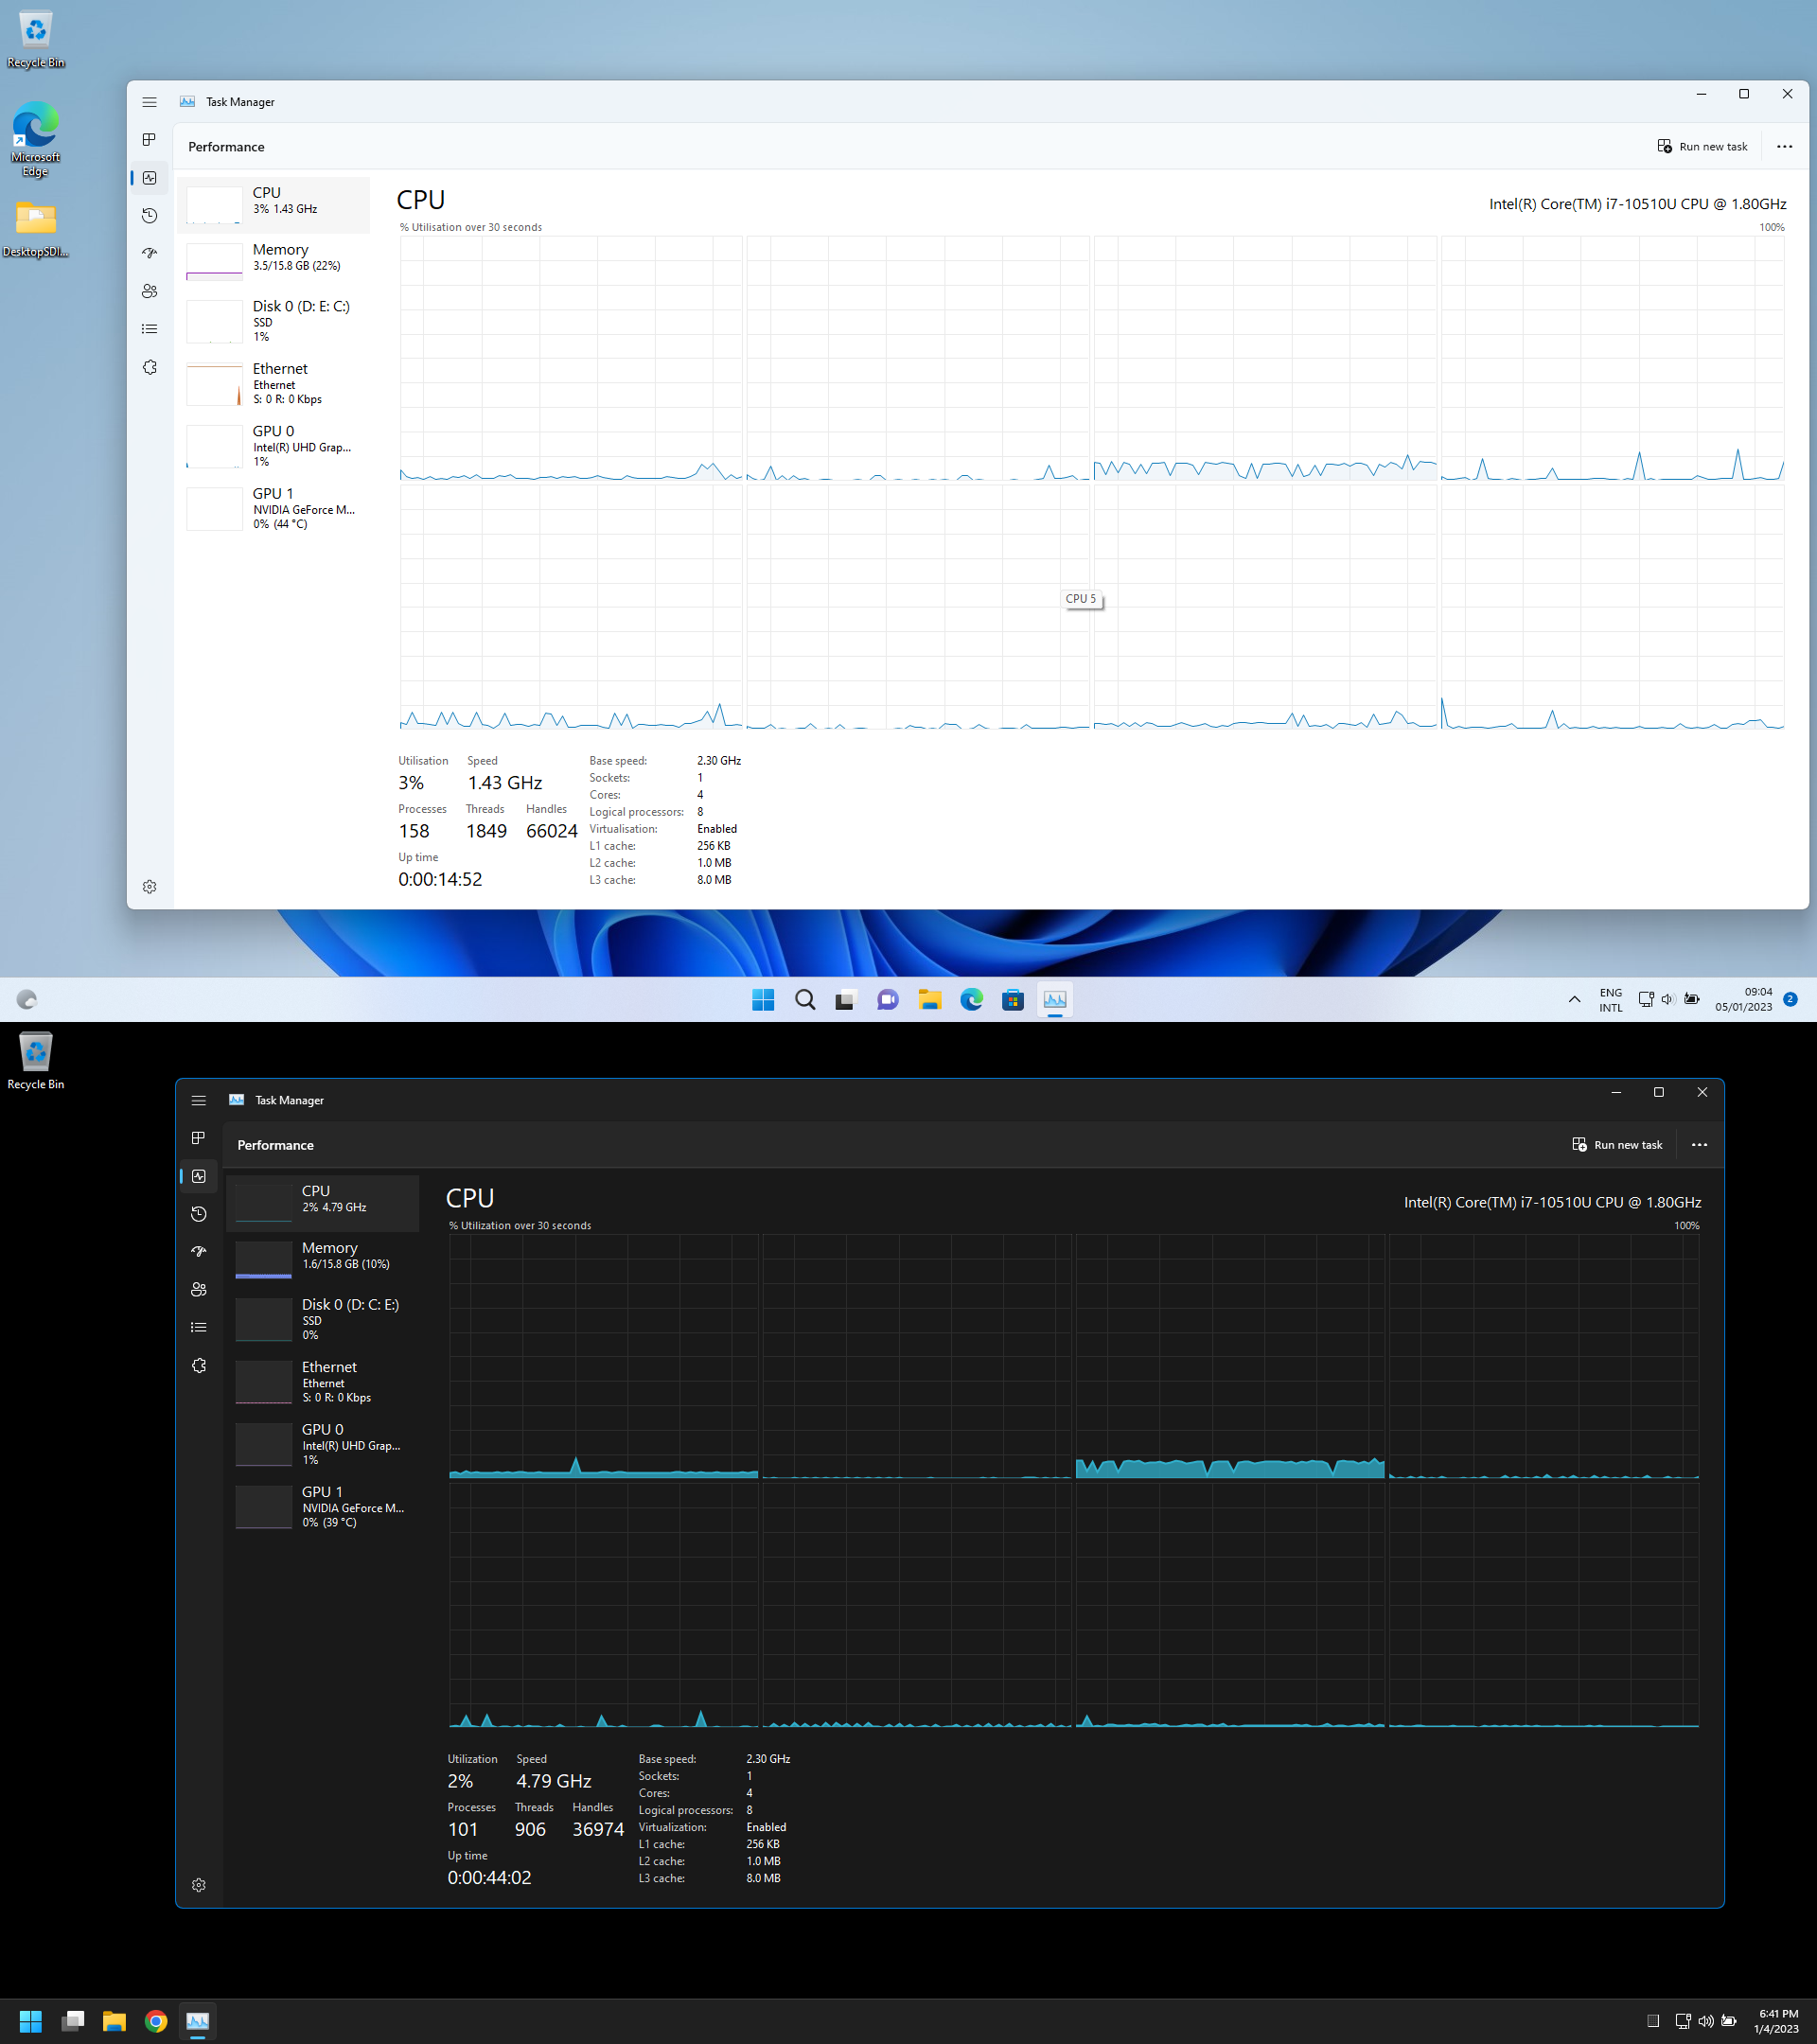 Recycle Bin
Microsoft
Edge
DesktopSDI...
Task Manager
Performance
Run new task
CPU
3% 1.43 GHz
Memory
3.5/15.8 GB (22%)
Disk 0 (D: E: C:)
SSD
1%
Ethernet
Ethernet
S: 0 R: 0 Kbps
GPU 0
Intel(R) UHD Grap...
1%
GPU 1
NVIDIA GeForce M...
0% (44 °C)
CPU
Intel(R) Core(TM) i7-10510U CPU @ 1.80GHz
% Utilisation over 30 seconds
100%
CPU 5
Utilisation Speed
3% 1.43 GHz
Processes Threads Handles
158 1849 66024
Up time
0:00:14:52
Base speed: 2.30 GHz
Sockets: 1
Cores: 4
Logical processors: 8
Virtualisation: Enabled
L1 cache: 256 KB
L2 cache: 1.0 MB
L3 cache: 8.0 MB
ENG
INTL
09:04
05/01/2023
2
Recycle Bin
Task Manager
Performance
Run new task
CPU
2% 4.79 GHz
Memory
1.6/15.8 GB (10%)
Disk 0 (D: C: E:)
SSD
0%
Ethernet
Ethernet
S: 0 R: 0 Kbps
GPU 0
Intel(R) UHD Grap...
1%
GPU 1
NVIDIA GeForce M...
0% (39 °C)
CPU
Intel(R) Core(TM) i7-10510U CPU @ 1.80GHz
% Utilization over 30 seconds
100%
Utilization Speed
2% 4.79 GHz
Processes Threads Handles
101 906 36974
Up time
0:00:44:02
Base speed: 2.30 GHz
Sockets: 1
Cores: 4
Logical processors: 8
Virtualization: Enabled
L1 cache: 256 KB
L2 cache: 1.0 MB
L3 cache: 8.0 MB
6:41 PM
1/4/2023